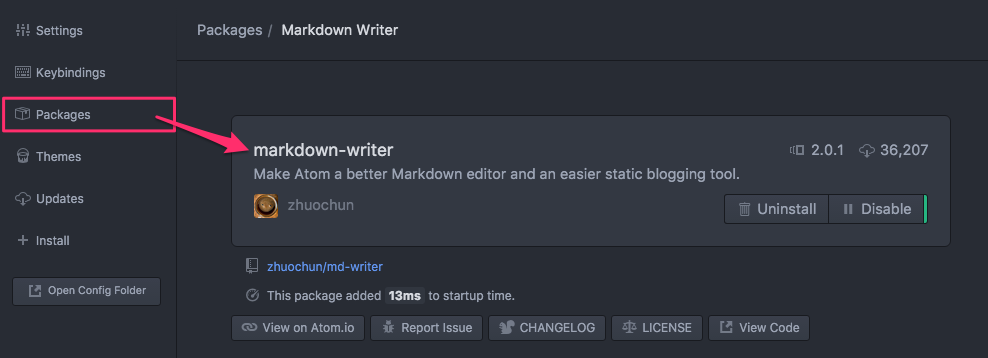 Settings
Keybindings
Packages
Themes
Updates
Install
Open Config Folder
Packages / Markdown Writer
markdown-writer
2.0.1
36,207
Make Atom a better Markdown editor and an easier static blogging tool.
zhuochun
Uninstall
Disable
zhuochun/md-writer
This package added 13ms to startup time.
View on Atom.io
Report Issue
CHANGELOG
LICENSE
View Code